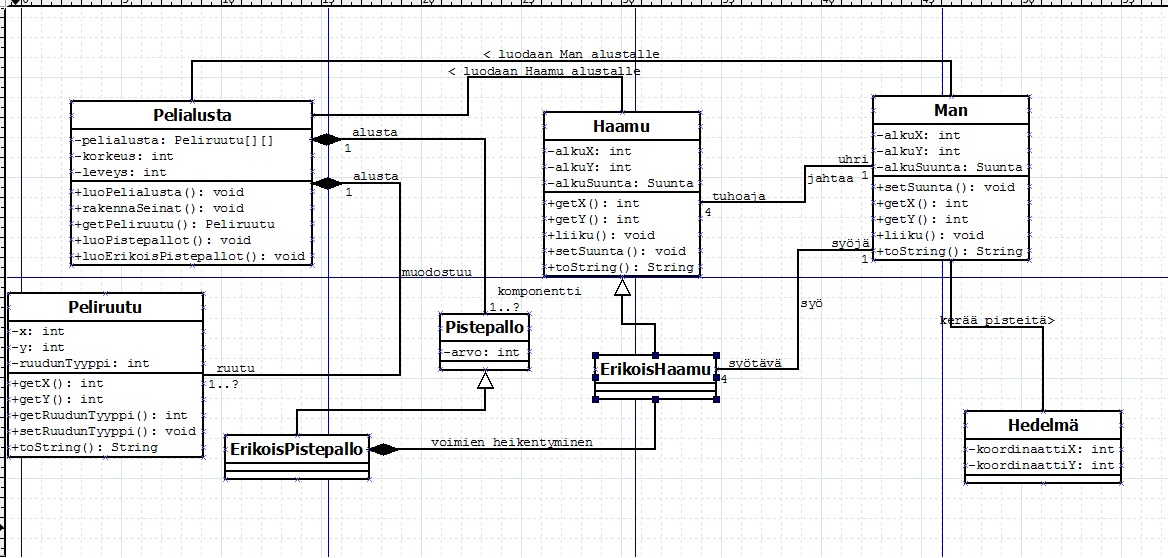 < luodaan Man alustalle
< luodaan Haamu alustalle
Pelialusta
-pelialusta: Peliruutu[][]
-korkeus: int
-leveys: int
+luoPelialusta(): void
+rakennaSeinat(): void
+getPeliruutu(): Peliruutu
+luoPistepallot(): void
+luoErikoisPistepallot(): void
alusta
1
alusta
1
muodostuu
Haamu
-alkuX: int
-alkuY: int
-alkuSuunta: Suunta
+getX(): int
+getY(): int
+liiku(): void
+setSuunta(): void
+toString(): String
tuhoaja
4
uhri
jahtaa 1
Man
-alkuX: int
-alkuY: int
-alkuSuunta: Suunta
+setSuunta(): void
+getX(): int
+getY(): int
+liiku(): void
+toString(): String
syöjä
1
syö
Peliruutu
-x: int
-y: int
-ruudunTyyppi: int
+getX(): int
+getY(): int
+getRuudunTyyppi(): int
+setRuudunTyyppi(): void
+toString(): String
ruutu
1..?
komponentti
1..?
Pistepallo
-arvo: int
ErikoisHaamu
syötävä
4
kerää pisteitä>
ErikoisPistepallo
voimien heikentyminen
Hedelmä
-koordinaattiX: int
-koordinaattiY: int